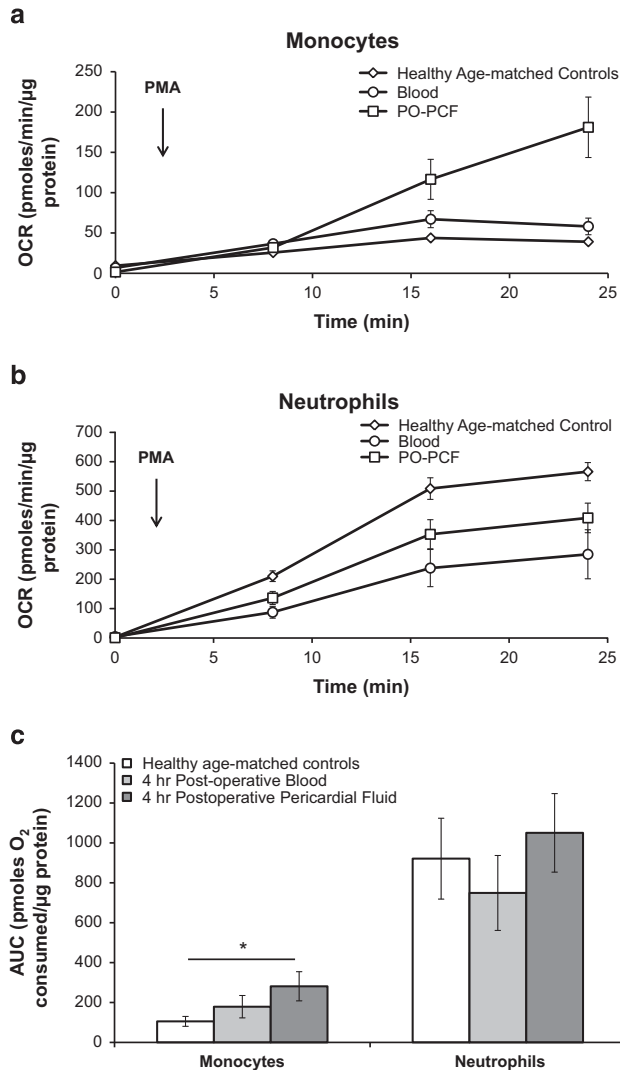 a
Monocytes
250
200
150
100
50
0
OCR (pmoles/min/µg
protein)
PMA
Healthy Age-matched Controls
Blood
PO-PCF
0 5 10 15 20 25
Time (min)
b
Neutrophils
700
600
500
400
300
200
100
0
OCR (pmoles/min/µg
protein)
PMA
Healthy Age-matched Control
Blood
PO-PCF
0 5 10 15 20 25
Time (min)
c
1400
1200
1000
800
600
400
200
0
AUC (pmoles O2
consumed/µg protein)
Healthy age-matched controls
4 hr Post-operative Blood
4 hr Postoperative Pericardial Fluid
*
Monocytes Neutrophils